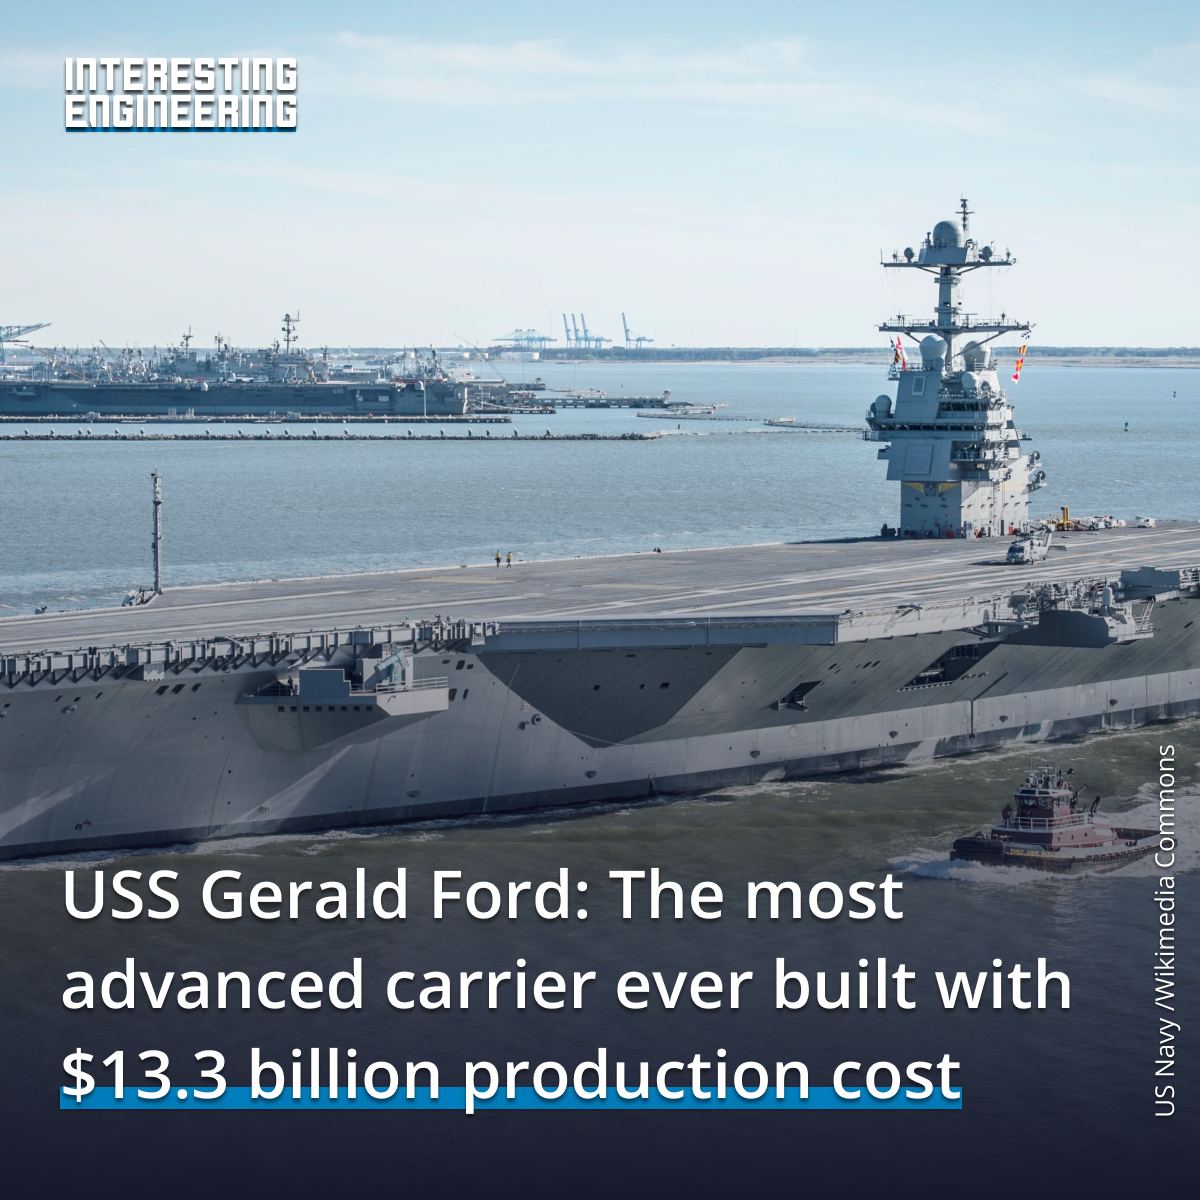 INTERESTING
ENGINEERING
USS Gerald Ford: The most
advanced carrier ever built with
$13.3 billion production cost
US Navy /Wikimedia Commons